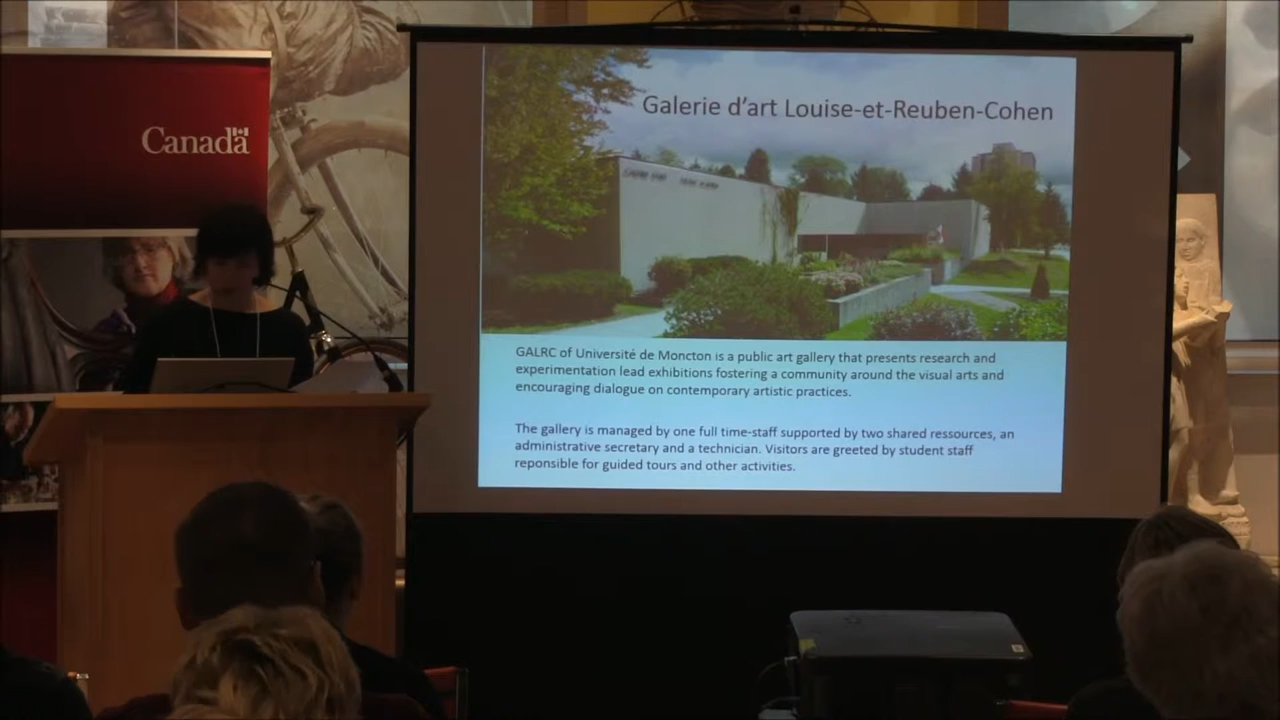 Canada
Galerie d'art Louise-et-Reuben-Cohen
GALRC of Université de Moncton is a public art gallery that presents research and
experimentation lead exhibitions fostering a community around the visual arts and
encouraging dialogue on contemporary artistic practices.
The gallery is managed by one full time-staff supported by two shared ressources, an
administrative secretary and a technician. Visitors are greeted by student staff
reponsible for guided tours and other activities.